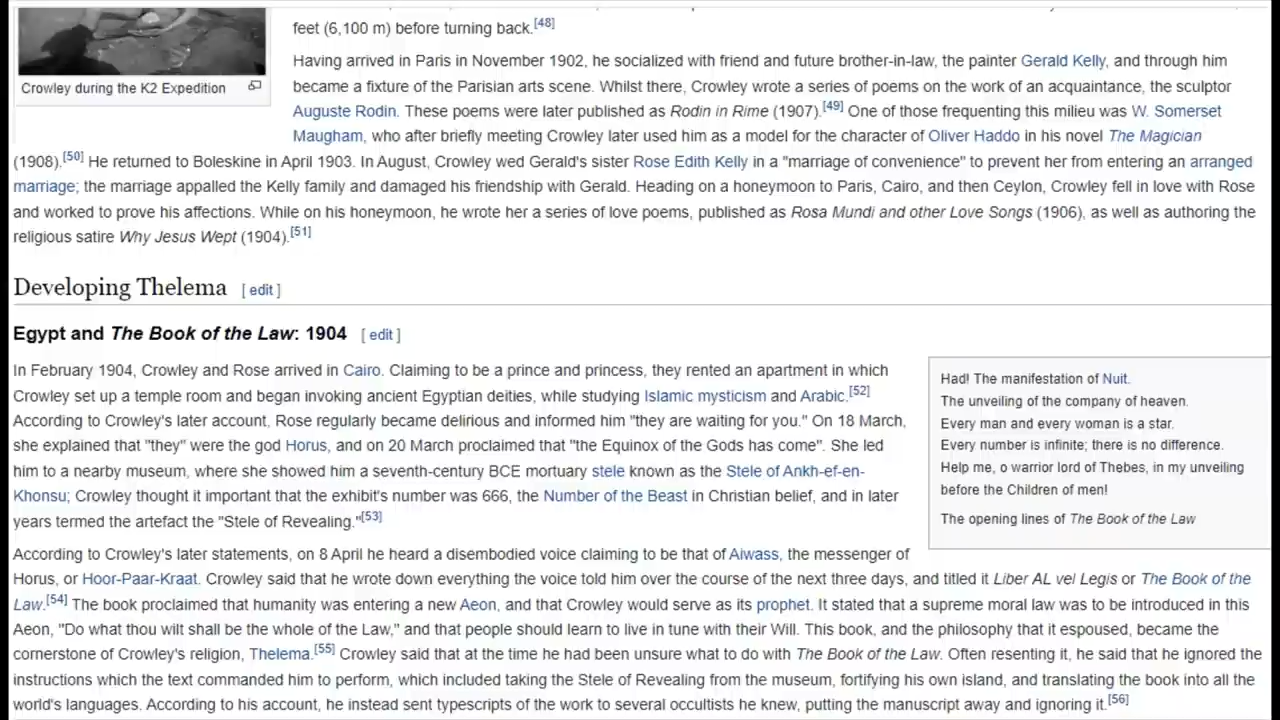 feet (6,100 m) before turning back.[48]
Crowley during the K2 Expedition
Having arrived in Paris in November 1902, he socialized with friend and future brother-in-law, the painter Gerald Kelly, and through him
became a fixture of the Parisian arts scene. Whilst there, Crowley wrote a series of poems on the work of an acquaintance, the sculptor
Auguste Rodin. These poems were later published as Rodin in Rime (1907).[49] One of those frequenting this milieu was W. Somerset
Maugham, who after briefly meeting Crowley later used him as a model for the character of Oliver Haddo in his novel The Magician
(1908).[50] He returned to Boleskine in April 1903. In August, Crowley wed Gerald's sister Rose Edith Kelly in a "marriage of convenience" to prevent her from entering an arranged
marriage; the marriage appalled the Kelly family and damaged his friendship with Gerald. Heading on a honeymoon to Paris, Cairo, and then Ceylon, Crowley fell in love with Rose
and worked to prove his affections. While on his honeymoon, he wrote her a series of love poems, published as Rosa Mundi and other Love Songs (1906), as well as authoring the
religious satire Why Jesus Wept (1904).[51]
Developing Thelema [ edit ]
Egypt and The Book of the Law: 1904 [ edit ]
In February 1904, Crowley and Rose arrived in Cairo. Claiming to be a prince and princess, they rented an apartment in which
Crowley set up a temple room and began invoking ancient Egyptian deities, while studying Islamic mysticism and Arabic.[52]
According to Crowley's later account, Rose regularly became delirious and informed him "they are waiting for you." On 18 March,
she explained that "they" were the god Horus, and on 20 March proclaimed that "the Equinox of the Gods has come". She led
him to a nearby museum, where she showed him a seventh-century BCE mortuary stele known as the Stele of Ankh-ef-en-
Khonsu; Crowley thought it important that the exhibit's number was 666, the Number of the Beast in Christian belief, and in later
years termed the artefact the "Stele of Revealing."[53]
Had! The manifestation of Nuit.
The unveiling of the company of heaven.
Every man and every woman is a star.
Every number is infinite; there is no difference.
Help me, o warrior lord of Thebes, in my unveiling
before the Children of men!
The opening lines of The Book of the Law
According to Crowley's later statements, on 8 April he heard a disembodied voice claiming to be that of Aiwass, the messenger of
Horus, or Hoor-Paar-Kraat. Crowley said that he wrote down everything the voice told him over the course of the next three days, and titled it Liber AL vel Legis or The Book of the
Law.[54] The book proclaimed that humanity was entering a new Aeon, and that Crowley would serve as its prophet. It stated that a supreme moral law was to be introduced in this
Aeon, "Do what thou wilt shall be the whole of the Law," and that people should learn to live in tune with their Will. This book, and the philosophy that it espoused, became the
cornerstone of Crowley's religion, Thelema.[55] Crowley said that at the time he had been unsure what to do with The Book of the Law. Often resenting it, he said that he ignored the
instructions which the text commanded him to perform, which included taking the Stele of Revealing from the museum, fortifying his own island, and translating the book into all the
world's languages. According to his account, he instead sent typescripts of the work to several occultists he knew, putting the manuscript away and ignoring it.[56]